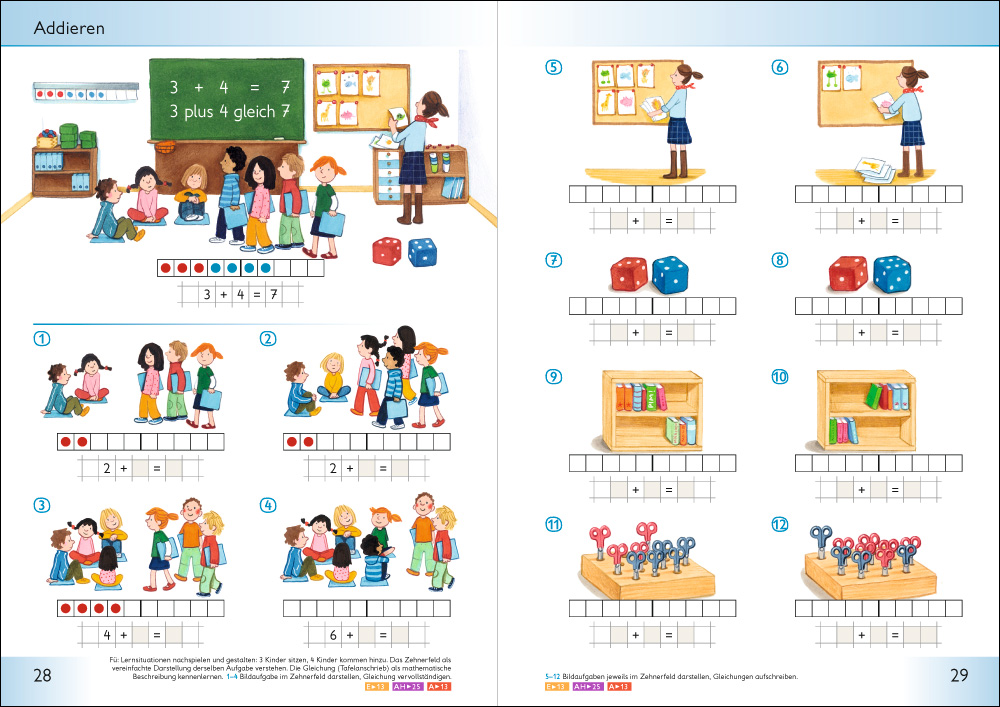 Addieren
3 + 4 = 7
3 plus 4 gleich 7
3 + 4 = 7
1
2
2 + =
2 + =
3
4
4 + =
6 + =
28
Fü: Lernsituationen nachspielen und gestalten: 3 Kinder sitzen, 4 Kinder kommen hinzu. Das Zehnerfeld als
vereinfachte Darstellung derselben Aufgabe verstehen. Die Gleichung (Tafelanschrieb) als mathematische
Beschreibung kennenlernen. 1–4 Bildaufgabe im Zehnerfeld darstellen, Gleichung vervollständigen.
E▸13 AH▸25 A▸13
5
6
+ =
+ =
7
8
+ =
+ =
9
10
+ =
+ =
11
12
+ =
+ =
5–12 Bildaufgaben jeweils im Zehnerfeld darstellen, Gleichungen aufschreiben.
E▸13 AH▸25 A▸13
29